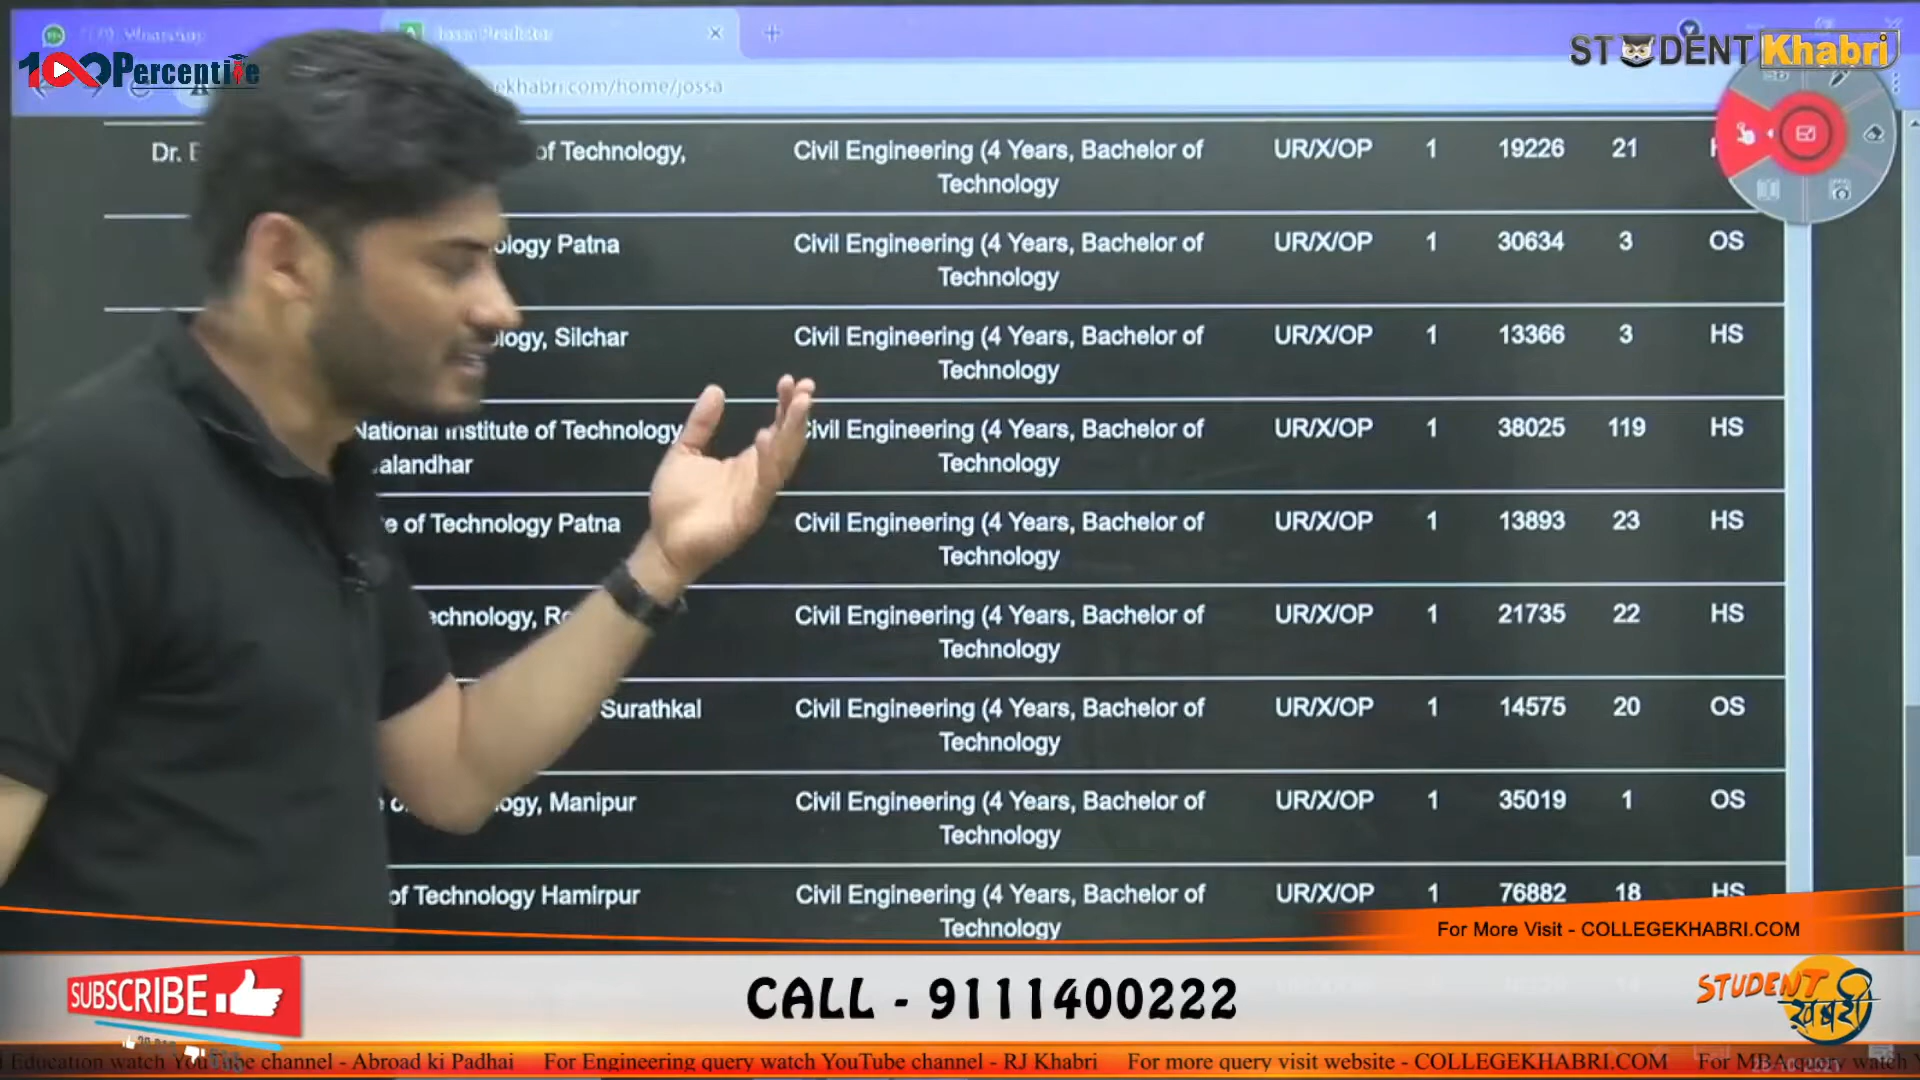 100Percentile
STUDENT Khabri
ekhabri.com/home/jossa
Dr. B
of Technology,
Civil Engineering (4 Years, Bachelor of
Technology
UR/X/OP 1 19226 21
ology Patna
Civil Engineering (4 Years, Bachelor of
Technology
UR/X/OP 1 30634 3 OS
ology, Silchar
Civil Engineering (4 Years, Bachelor of
Technology
UR/X/OP 1 13366 3 HS
National Institute of Technology
alandhar
Civil Engineering (4 Years, Bachelor of
Technology
UR/X/OP 1 38025 119 HS
e of Technology Patna
Civil Engineering (4 Years, Bachelor of
Technology
UR/X/OP 1 13893 23 HS
echnology, Ro
Civil Engineering (4 Years, Bachelor of
Technology
UR/X/OP 1 21735 22 HS
Surathkal
Civil Engineering (4 Years, Bachelor of
Technology
UR/X/OP 1 14575 20 OS
ogy, Manipur
Civil Engineering (4 Years, Bachelor of
Technology
UR/X/OP 1 35019 1 OS
of Technology Hamirpur
Civil Engineering (4 Years, Bachelor of
Technology
UR/X/OP 1 76882 18 HS
For More Visit - COLLEGEKHABRI.COM
SUBSCRIBE
CALL - 9111400222
STUDENT
ख़बरी
Education watch YouTube channel - Abroad ki Padhai For Engineering query watch YouTube channel - RJ Khabri For more query visit website - COLLEGEKHABRI.COM For MBA query watch